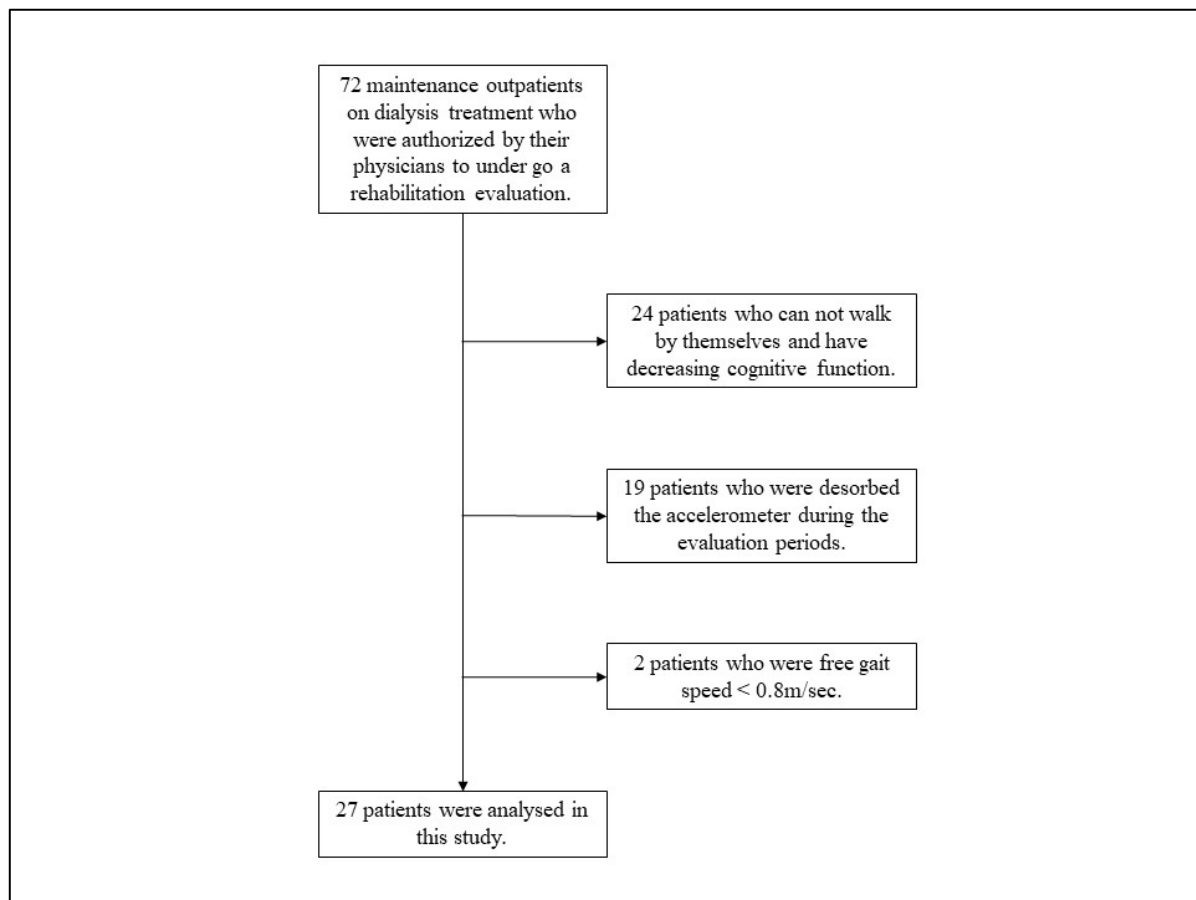 72 maintenance outpatients
on dialysis treatment who
were authorized by their
physicians to under go a
rehabilitation evaluation.
24 patients who can not walk
by themselves and have
decreasing cognitive function.
19 patients who were desorbed
the accelerometer during the
evaluation periods.
2 patients who were free gait
speed < 0.8m/sec.
27 patients were analysed in
this study.